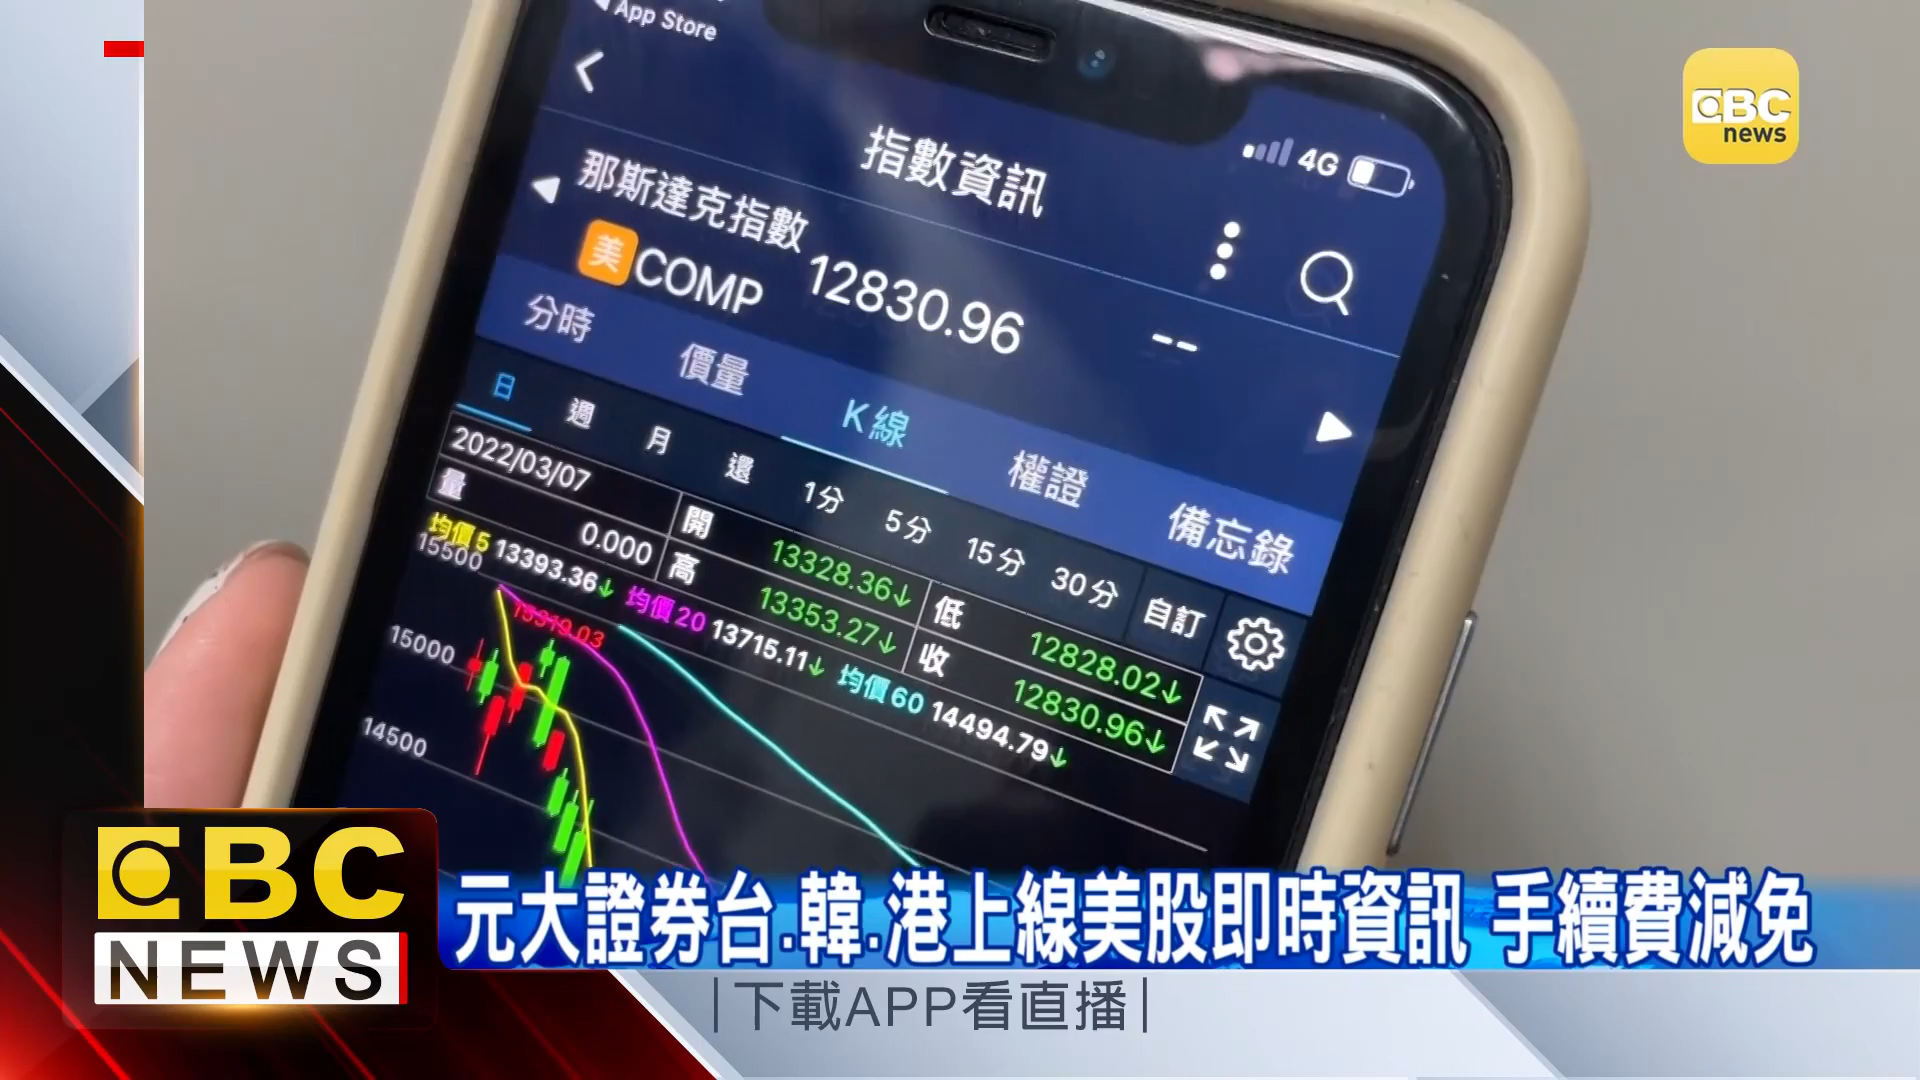 App Store
4G
指數資訊
EBC
news
那斯達克指數
美 COMP 12830.96 --
分時 價量 K線 權證 備忘錄
日 週 月 還 1分 5分 15分 30分 自訂
2022/03/07 開 13328.36↓ 低 12828.02↓
量 0.000 高 13353.27↓ 收 12830.96↓
均價5 13393.36↓ 均價20 13715.11↓ 均價60 14494.79↓
15500
15319.03
15000
14500
EBC
NEWS
元大證券台.韓.港上線美股即時資訊 手續費減免
|下載APP看直播|